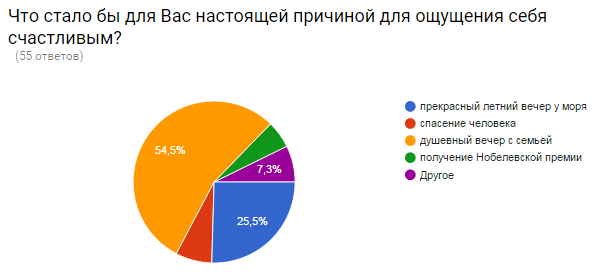 Что стало бы для Вас настоящей причиной для ощущения себя
счастливым?
(55 ответов)
54,5%
7,3%
25,5%
прекрасный летний вечер у моря
спасение человека
душевный вечер с семьей
получение Нобелевской премии
Другое